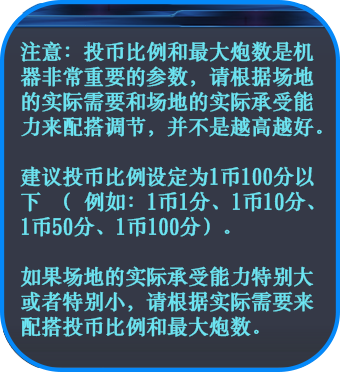 注意：投币比例和最大炮数是机
器非常重要的参数，请根据场地
的实际需要和场地的实际承受能
力来配搭调节，并不是越高越好。
建议投币比例设定为1币100分以
下 （ 例如：1币1分、1币10分、
1币50分、1币100分）。
如果场地的实际承受能力特别大
或者特别小，请根据实际需要来
配搭投币比例和最大炮数。